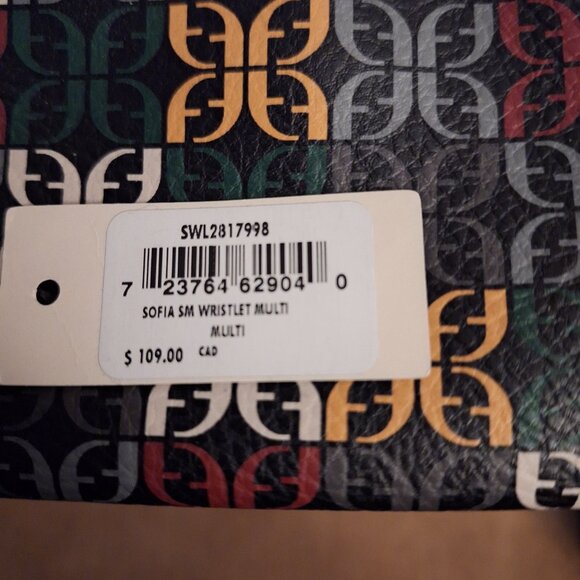 SWL2817998
7 23764 62904 0
SOFIA SM WRISTLET MULTI
MULTI
$ 109.00 CAD